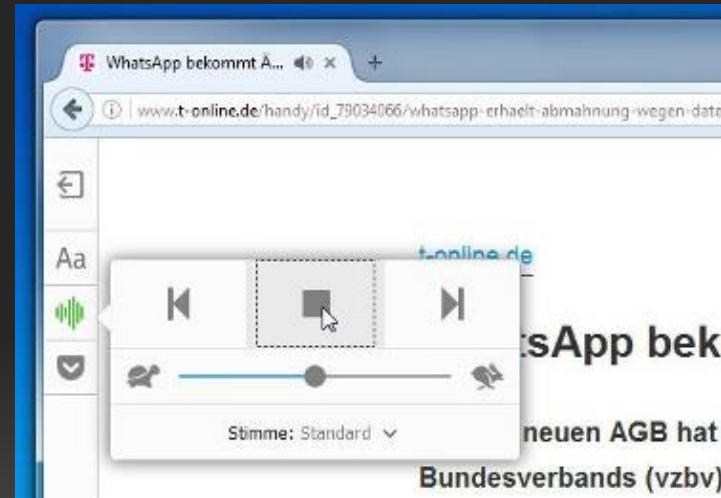 WhatsApp bekommt Ä...
www.t-online.de/handy/id_79034066/whatsapp-erhaelt-abmahnung-wegen-date
t-online.de
Aa
sApp bek
Stimme: Standard
neuen AGB hat
Bundesverbands (vzbv)